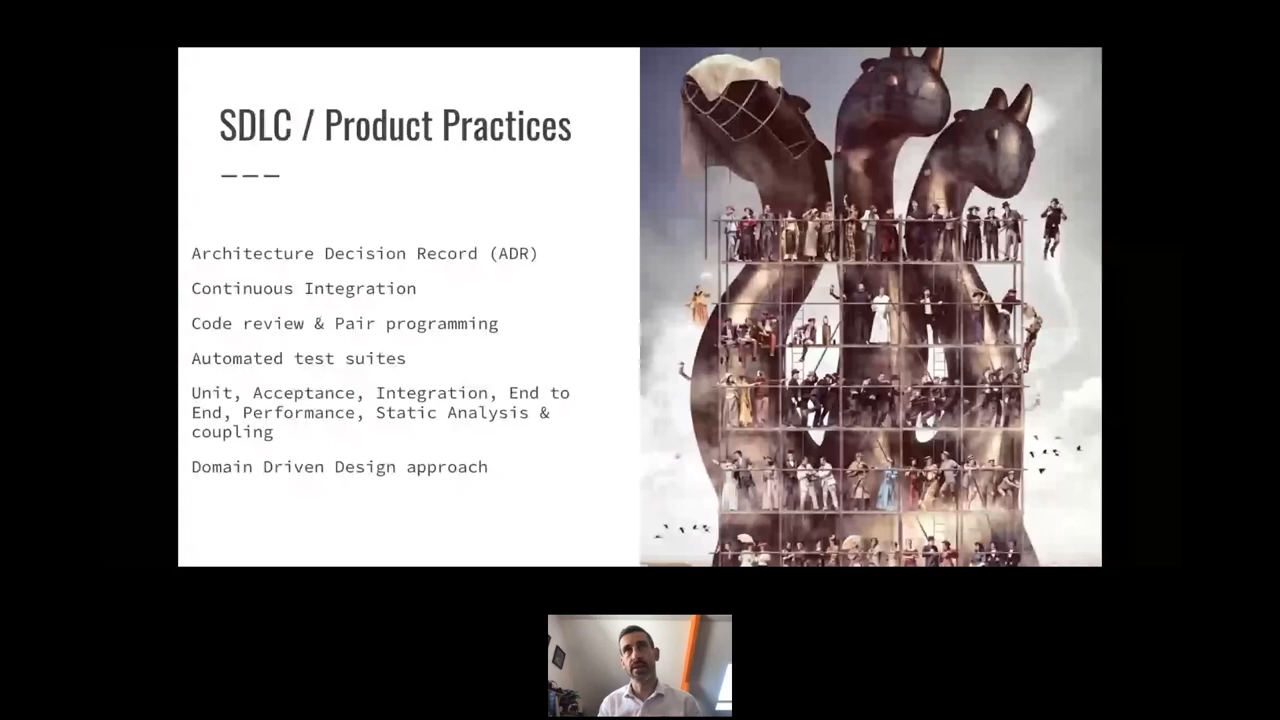 SDLC / Product Practices
Architecture Decision Record (ADR)
Continuous Integration
Code review & Pair programming
Automated test suites
Unit, Acceptance, Integration, End to
End, Performance, Static Analysis &
coupling
Domain Driven Design approach